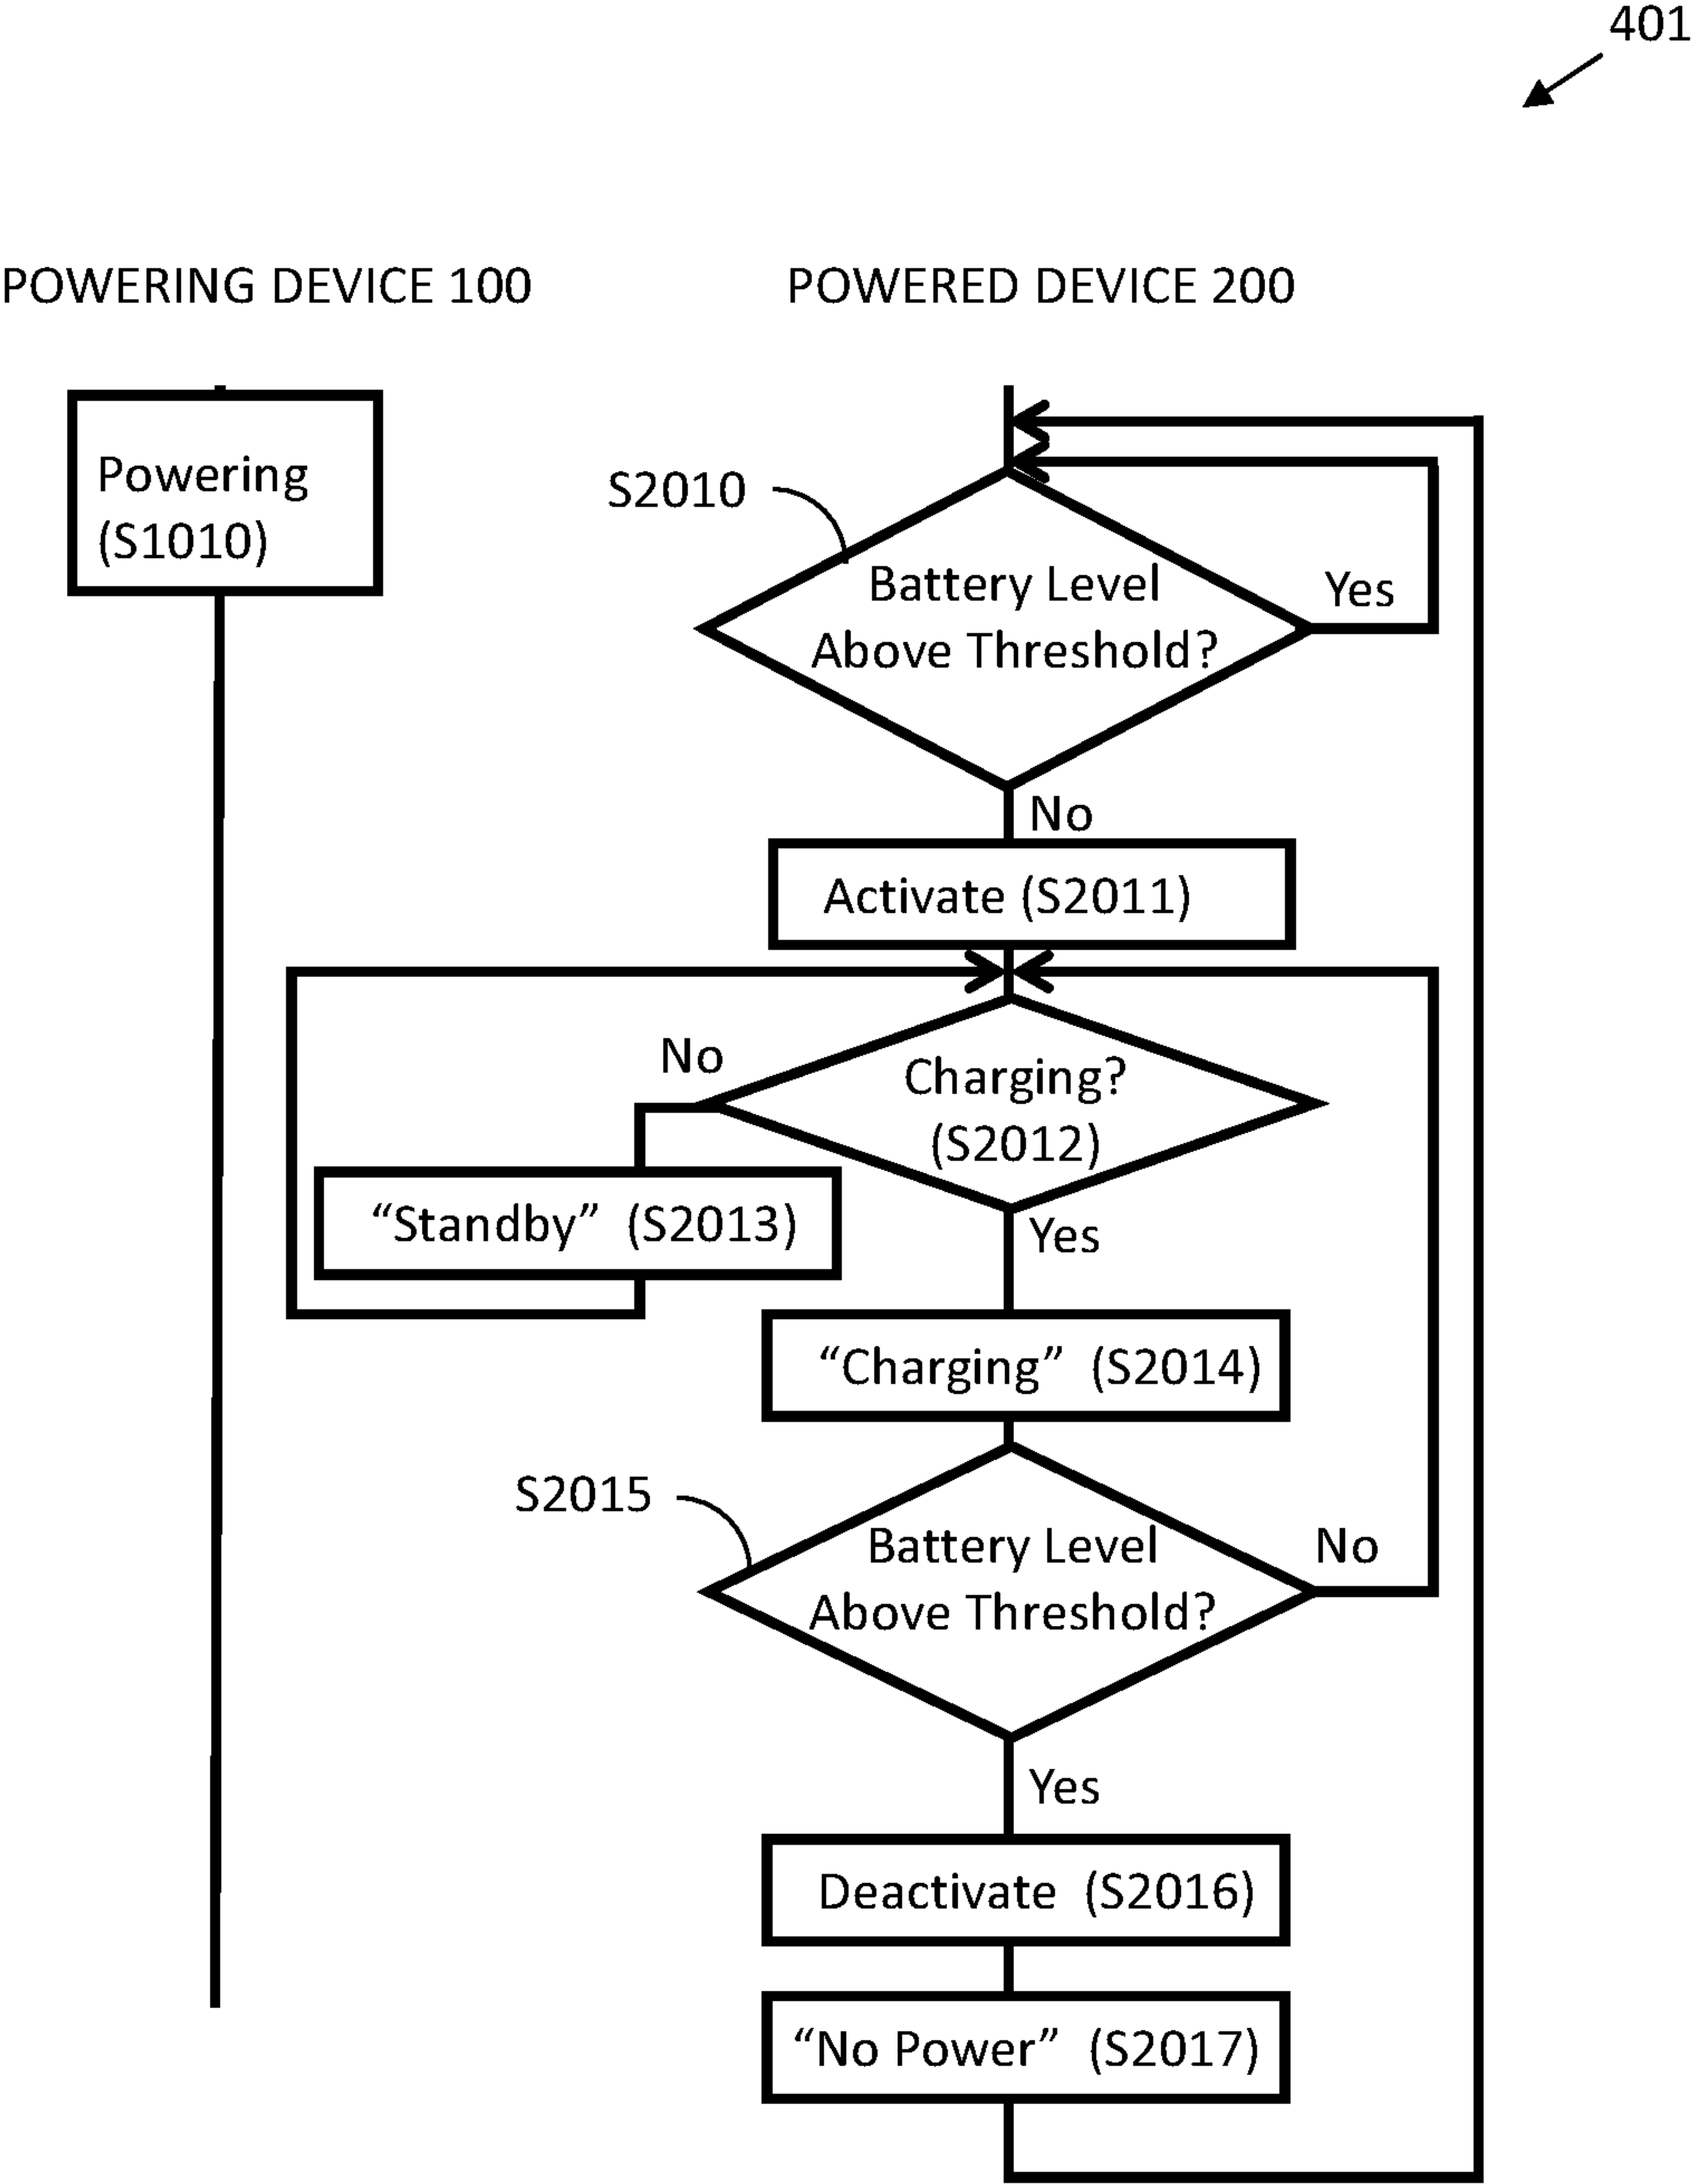 401
POWERING DEVICE 100
POWERED DEVICE 200
Powering
(S1010)
S2010
Battery Level
Above Threshold?
Yes
No
Activate (S2011)
No
Charging?
(S2012)
“Standby” (S2013)
Yes
“Charging” (S2014)
S2015
Battery Level
Above Threshold?
No
Yes
Deactivate (S2016)
“No Power” (S2017)